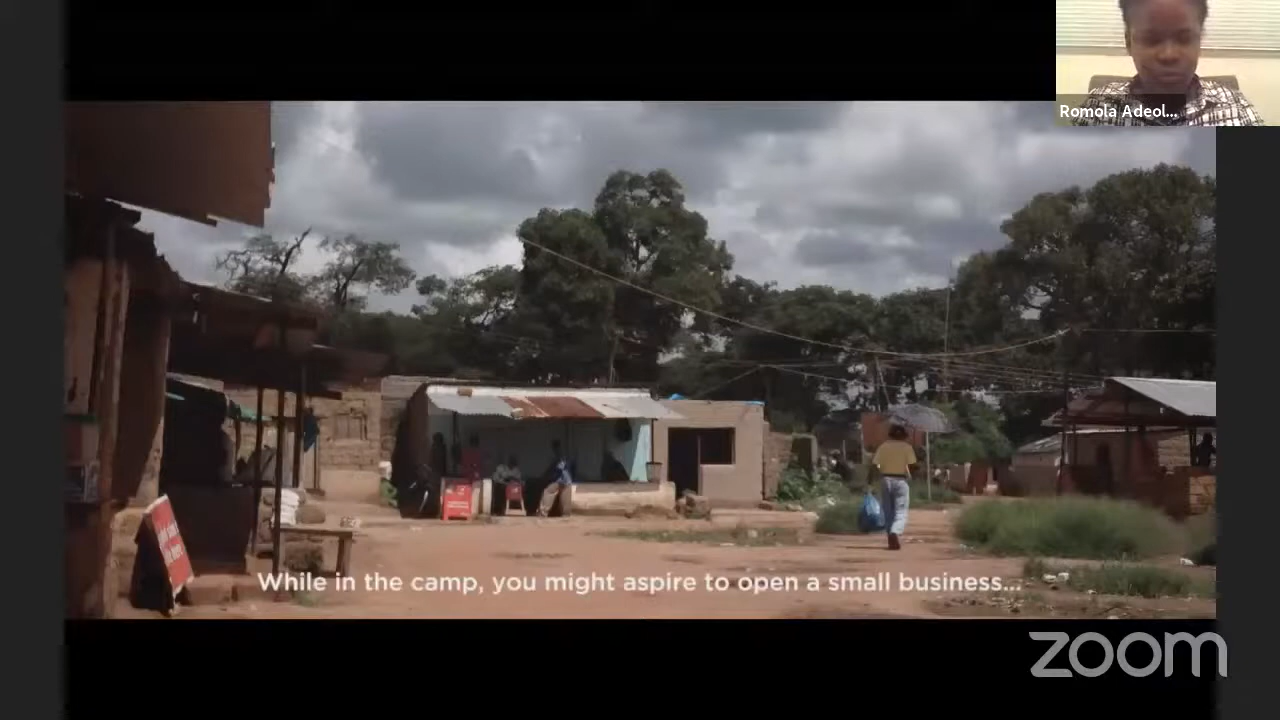 Romola Adeol...
While in the camp, you might aspire to open a small business...
zoom